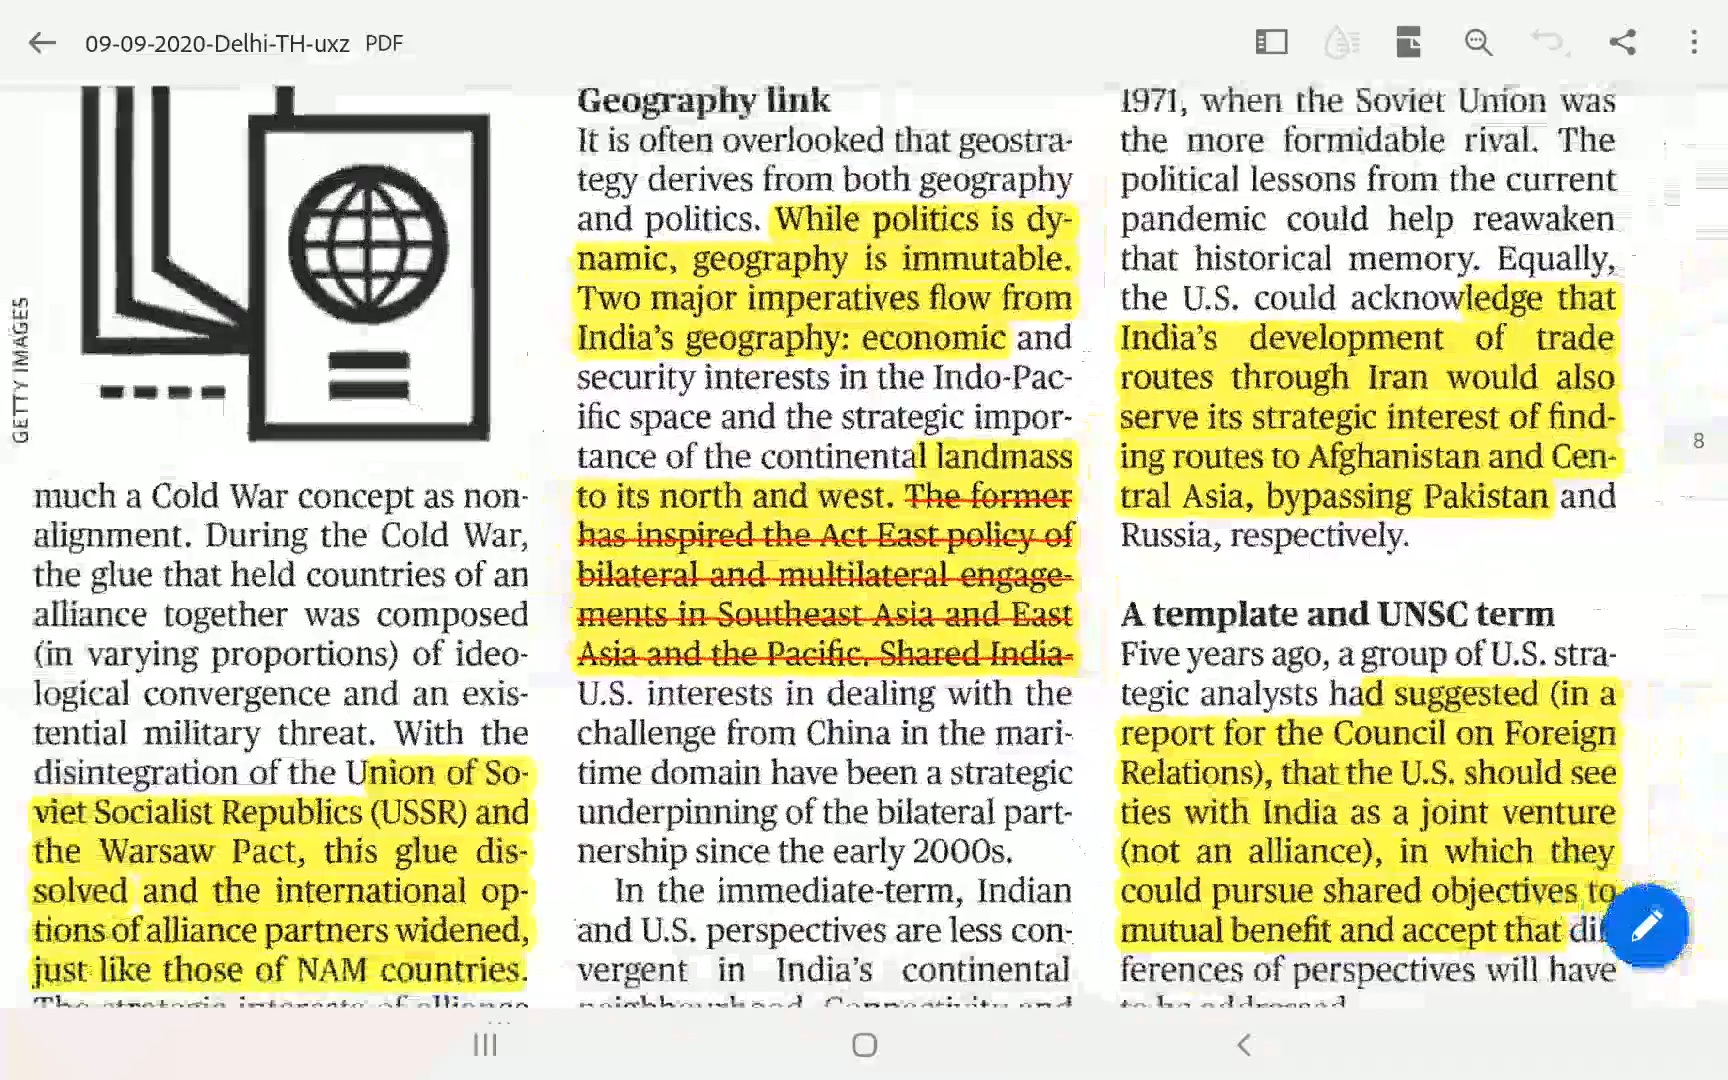 09-09-2020-Delhi-TH-uxz PDF
GETTY IMAGES
much a Cold War concept as non-
alignment. During the Cold War,
the glue that held countries of an
alliance together was composed
(in varying proportions) of ideo-
logical convergence and an exis-
tential military threat. With the
disintegration of the Union of So-
viet Socialist Republics (USSR) and
the Warsaw Pact, this glue dis-
solved and the international op-
tions of alliance partners widened,
just like those of NAM countries.
The strategic interests of alliance
Geography link
It is often overlooked that geostra-
tegy derives from both geography
and politics. While politics is dy-
namic, geography is immutable.
Two major imperatives flow from
India's geography: economic and
security interests in the Indo-Pac-
ific space and the strategic impor-
tance of the continental landmass
to its north and west. The former
has inspired the Act East policy of
bilateral and multilateral engage-
ments in Southeast Asia and East
Asia and the Pacific. Shared India-
U.S. interests in dealing with the
challenge from China in the mari-
time domain have been a strategic
underpinning of the bilateral part-
nership since the early 2000s.
In the immediate-term, Indian
and U.S. perspectives are less con-
vergent in India's continental
neighbourhood. Connectivity and
1971, when the Soviet Union was
the more formidable rival. The
political lessons from the current
pandemic could help reawaken
that historical memory. Equally,
the U.S. could acknowledge that
India's development of trade
routes through Iran would also
serve its strategic interest of find-
ing routes to Afghanistan and Cen-
tral Asia, bypassing Pakistan and
Russia, respectively.
A template and UNSC term
Five years ago, a group of U.S. stra-
tegic analysts had suggested (in a
report for the Council on Foreign
Relations), that the U.S. should see
ties with India as a joint venture
(not an alliance), in which they
could pursue shared objectives to
mutual benefit and accept that dif-
ferences of perspectives will have
to be addressed.
8